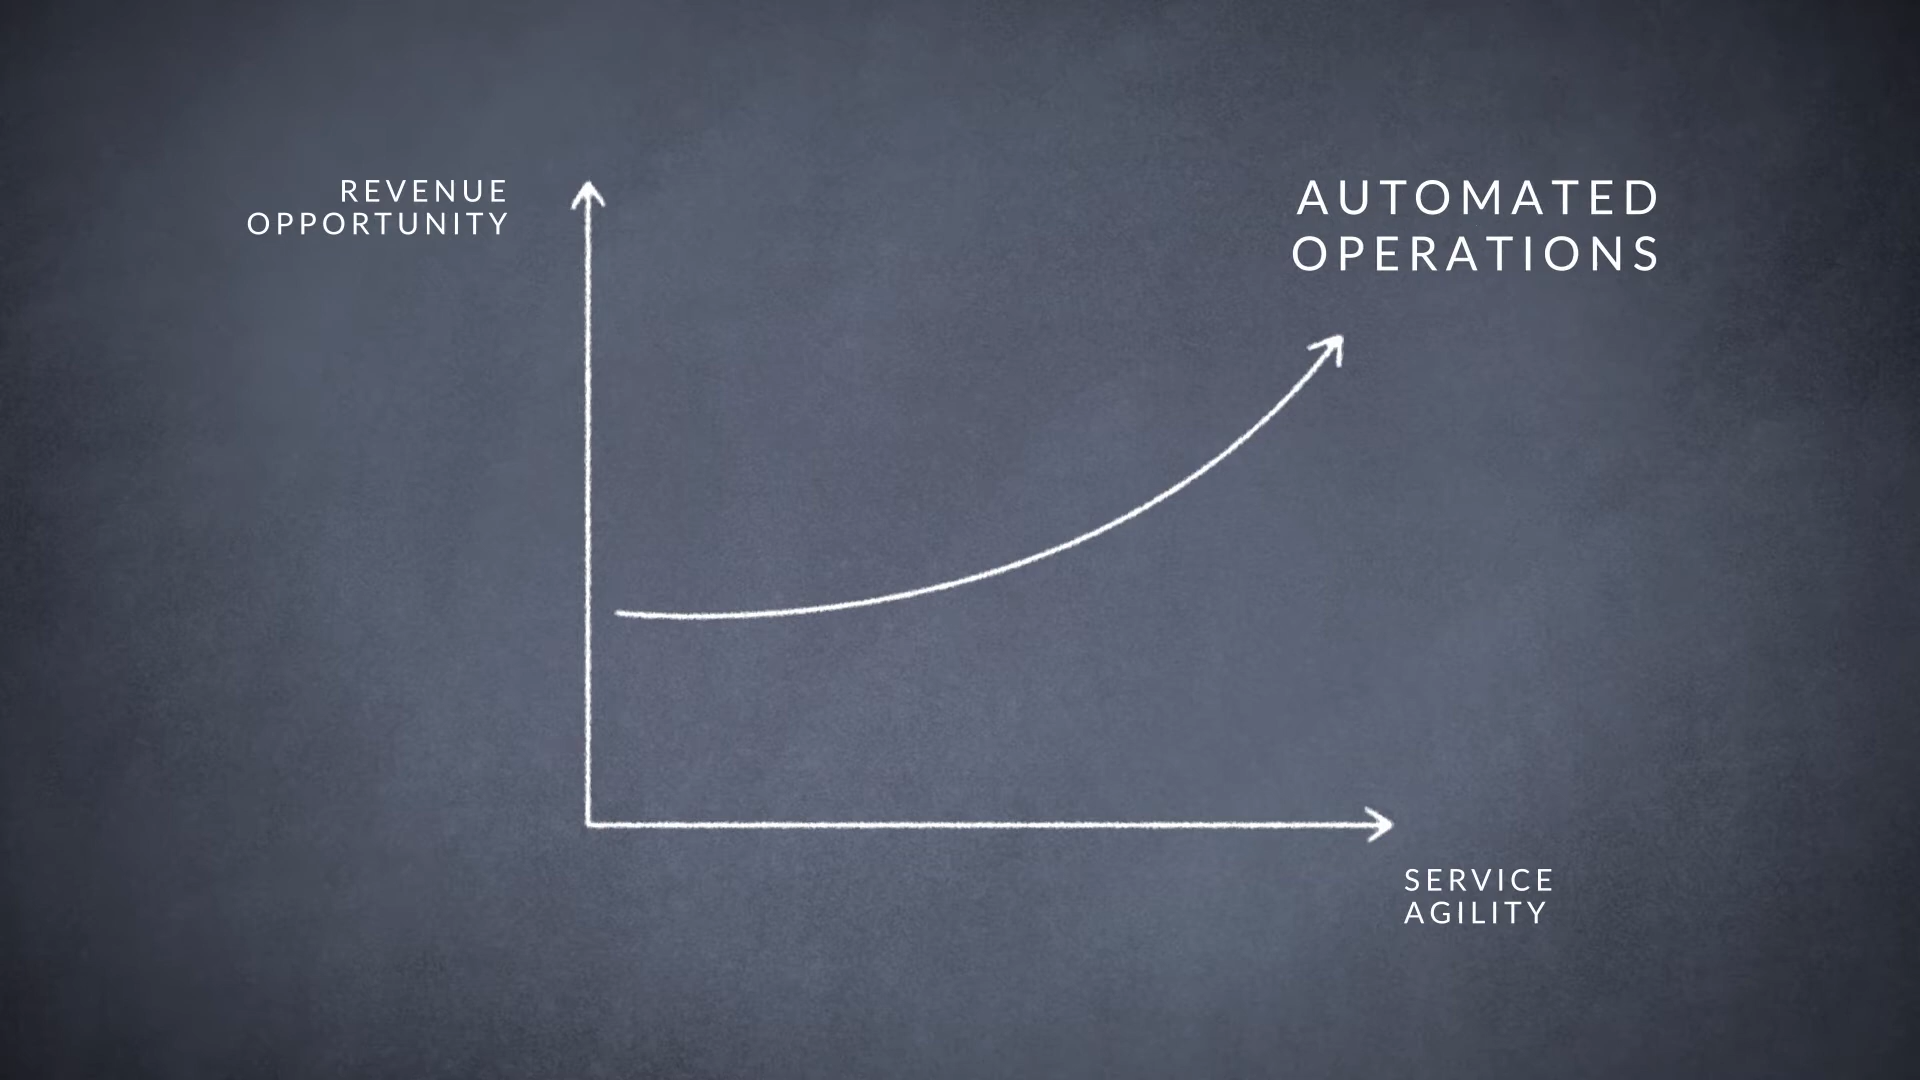 REVENUE
OPPORTUNITY
AUTOMATED
OPERATIONS
SERVICE
AGILITY